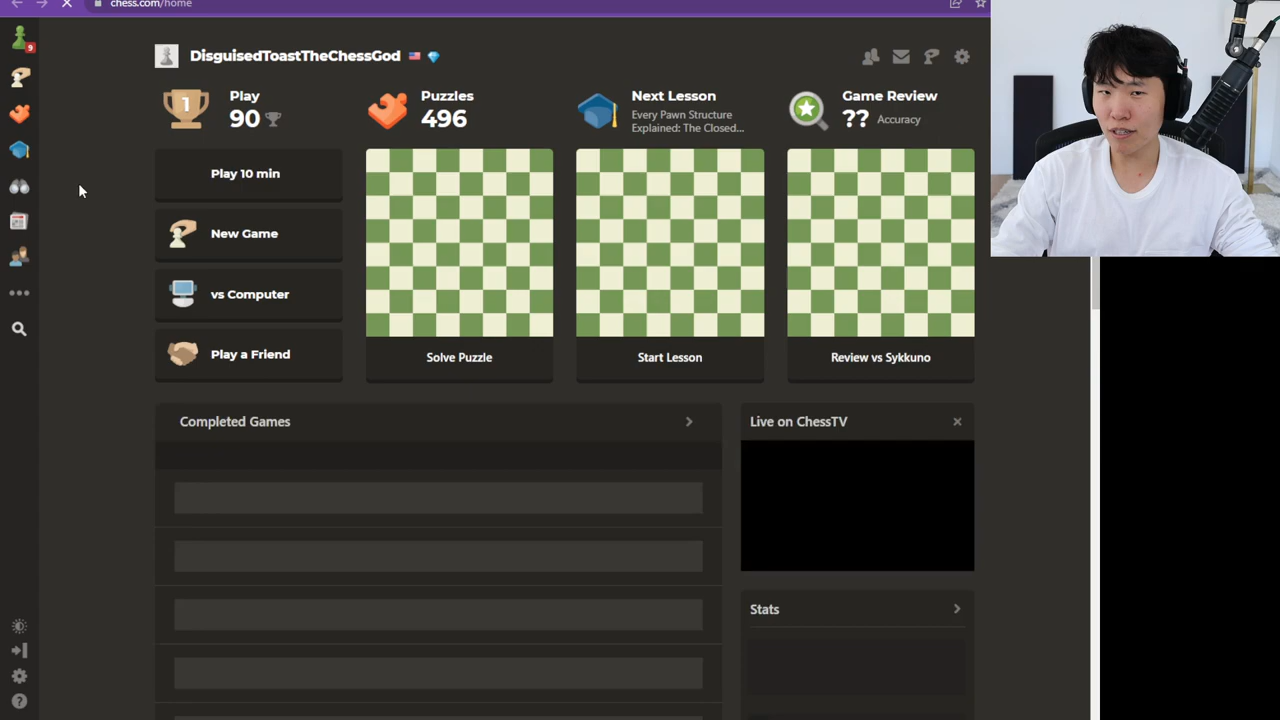 chess.com/home
9
DisguisedToastTheChessGod
1
Play
90
Puzzles
496
Next Lesson
Every Pawn Structure
Explained: The Closed...
Game Review
?? Accuracy
Play 10 min
New Game
vs Computer
Play a Friend
Solve Puzzle
Start Lesson
Review vs Sykkuno
Completed Games
Live on ChessTV
Stats